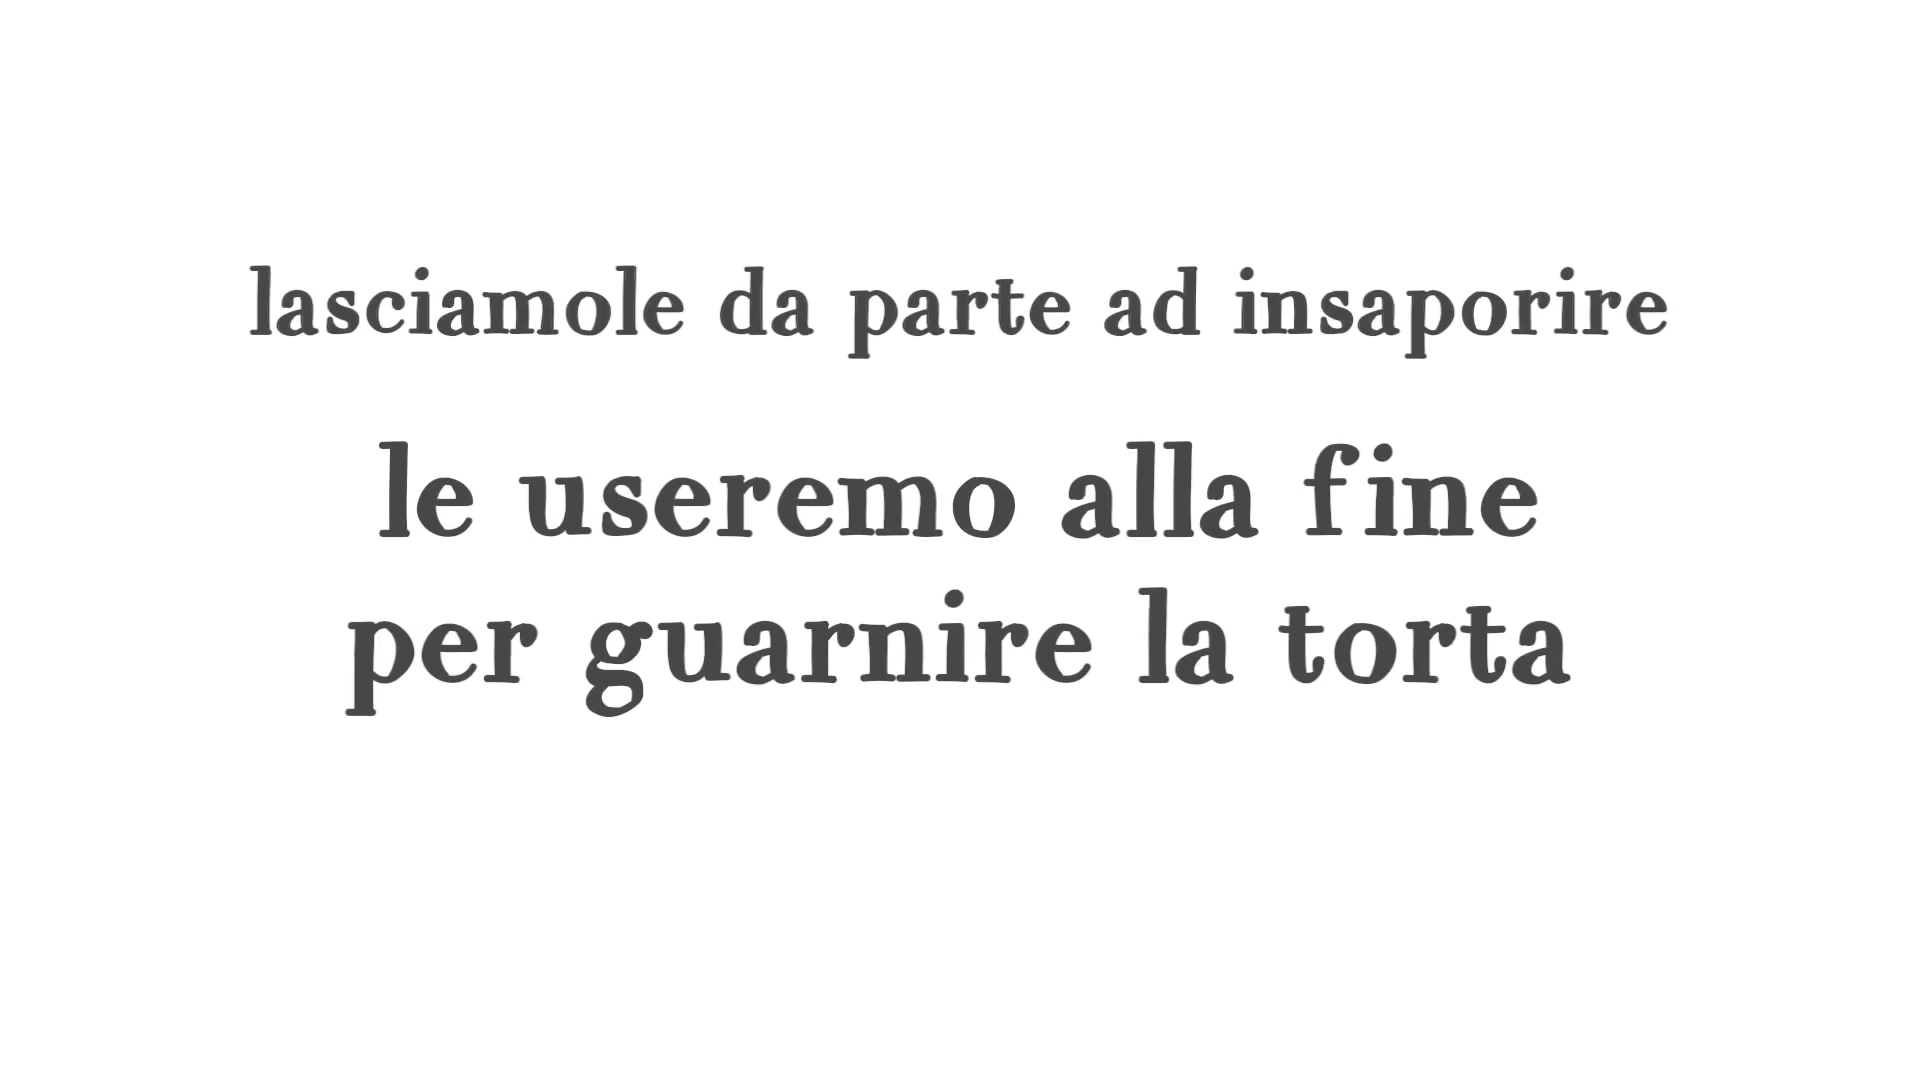 lasciamole da parte ad insaporire
le useremo alla fine
per guarnire la torta